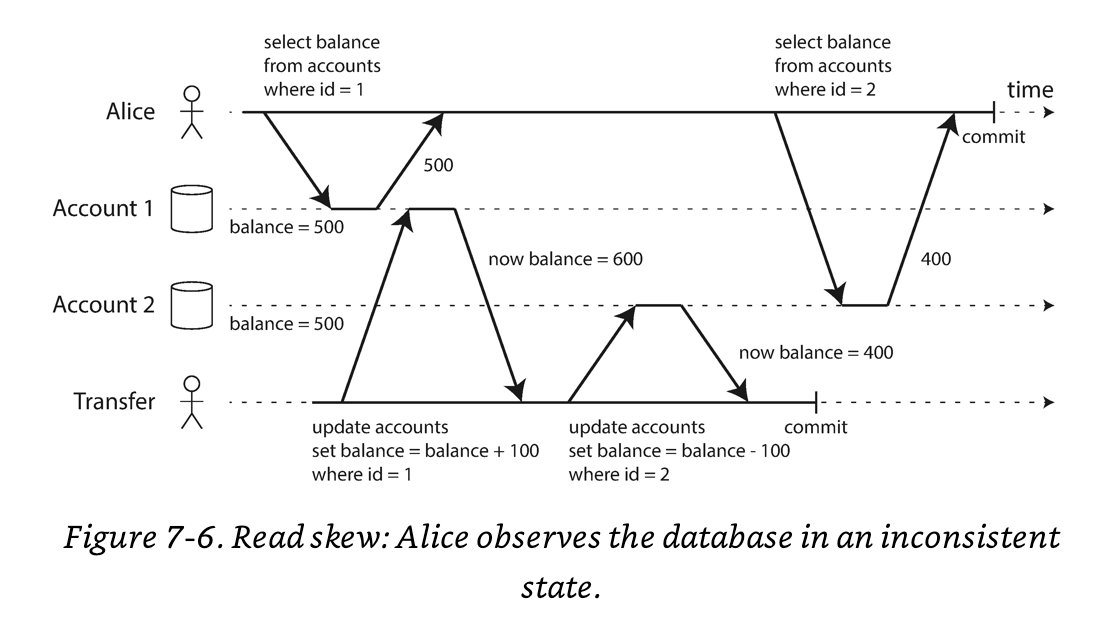 select balance
from accounts
where id = 1
select balance
from accounts
where id = 2
time
Alice
commit
500
Account 1
balance = 500
now balance = 600
400
Account 2
balance = 500
now balance = 400
Transfer
update accounts
set balance = balance + 100
where id = 1
update accounts
set balance = balance - 100
where id = 2
commit
Figure 7-6. Read skew: Alice observes the database in an inconsistent
state.